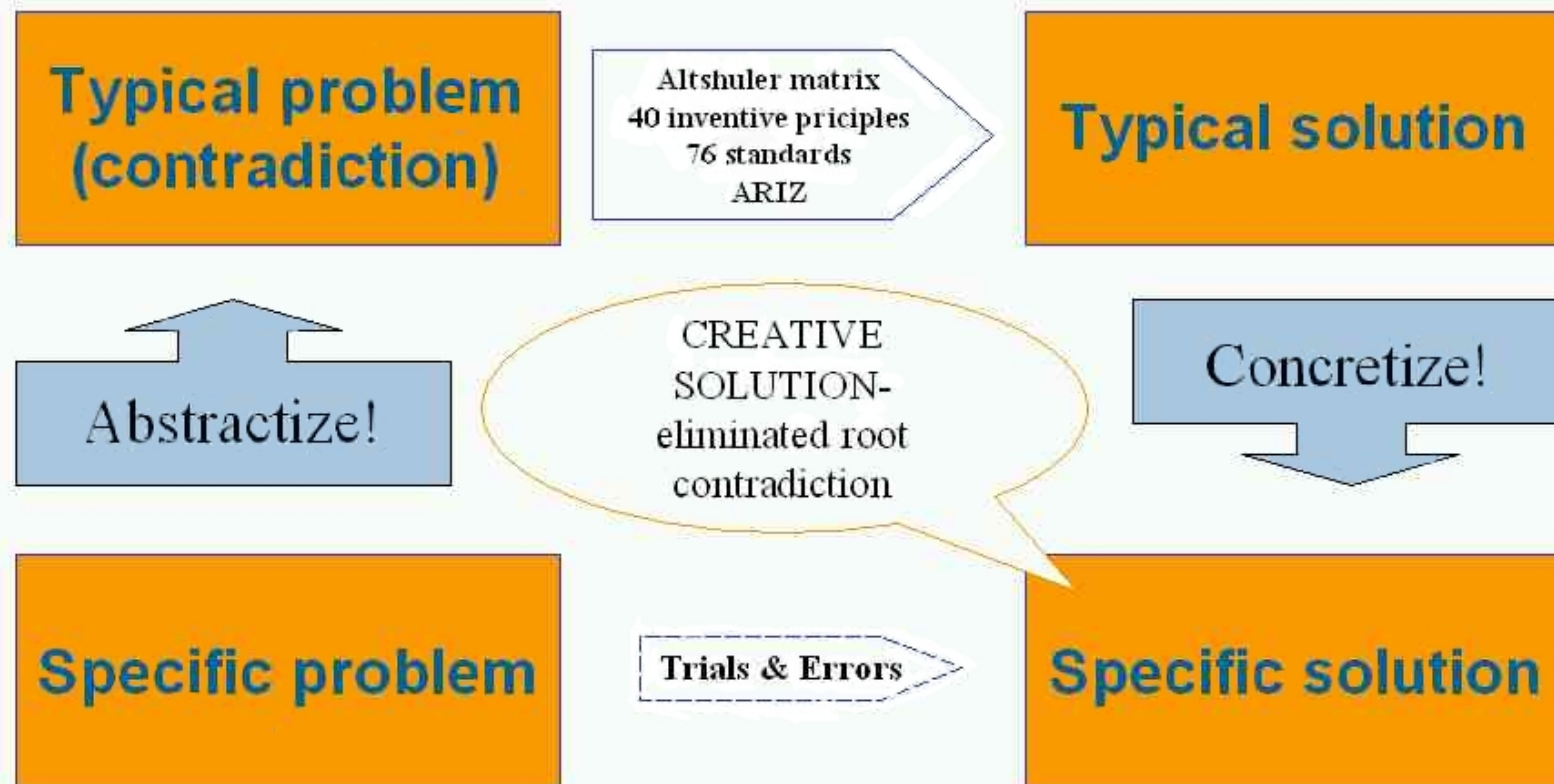 Typical problem
(contradiction)
Altshuler matrix
40 inventive priciples
76 standards
ARIZ
Typical solution
Abstractize!
CREATIVE
SOLUTION-
eliminated root
contradiction
Concretize!
Specific problem
Trials & Errors
Specific solution